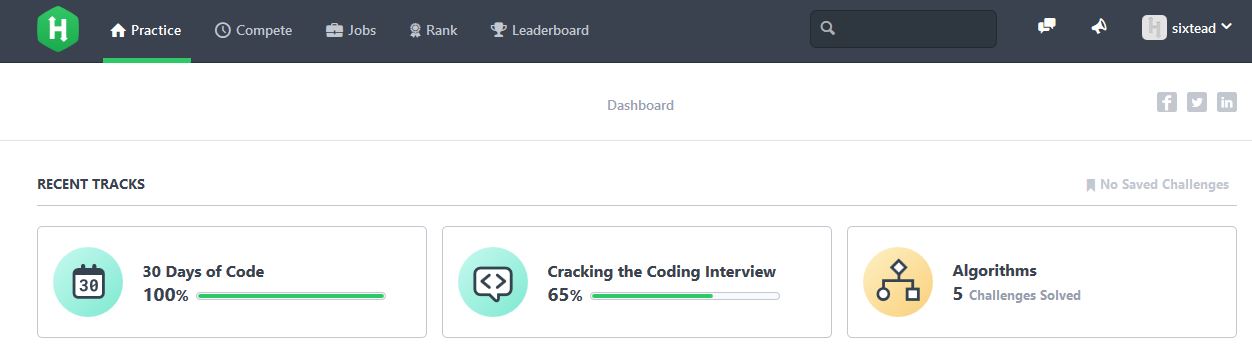 H Practice Compete Jobs Rank Leaderboard sixtead
Dashboard
RECENT TRACKS No Saved Challenges
30 Days of Code
30
100%
Cracking the Coding Interview
65%
Algorithms
5 Challenges Solved